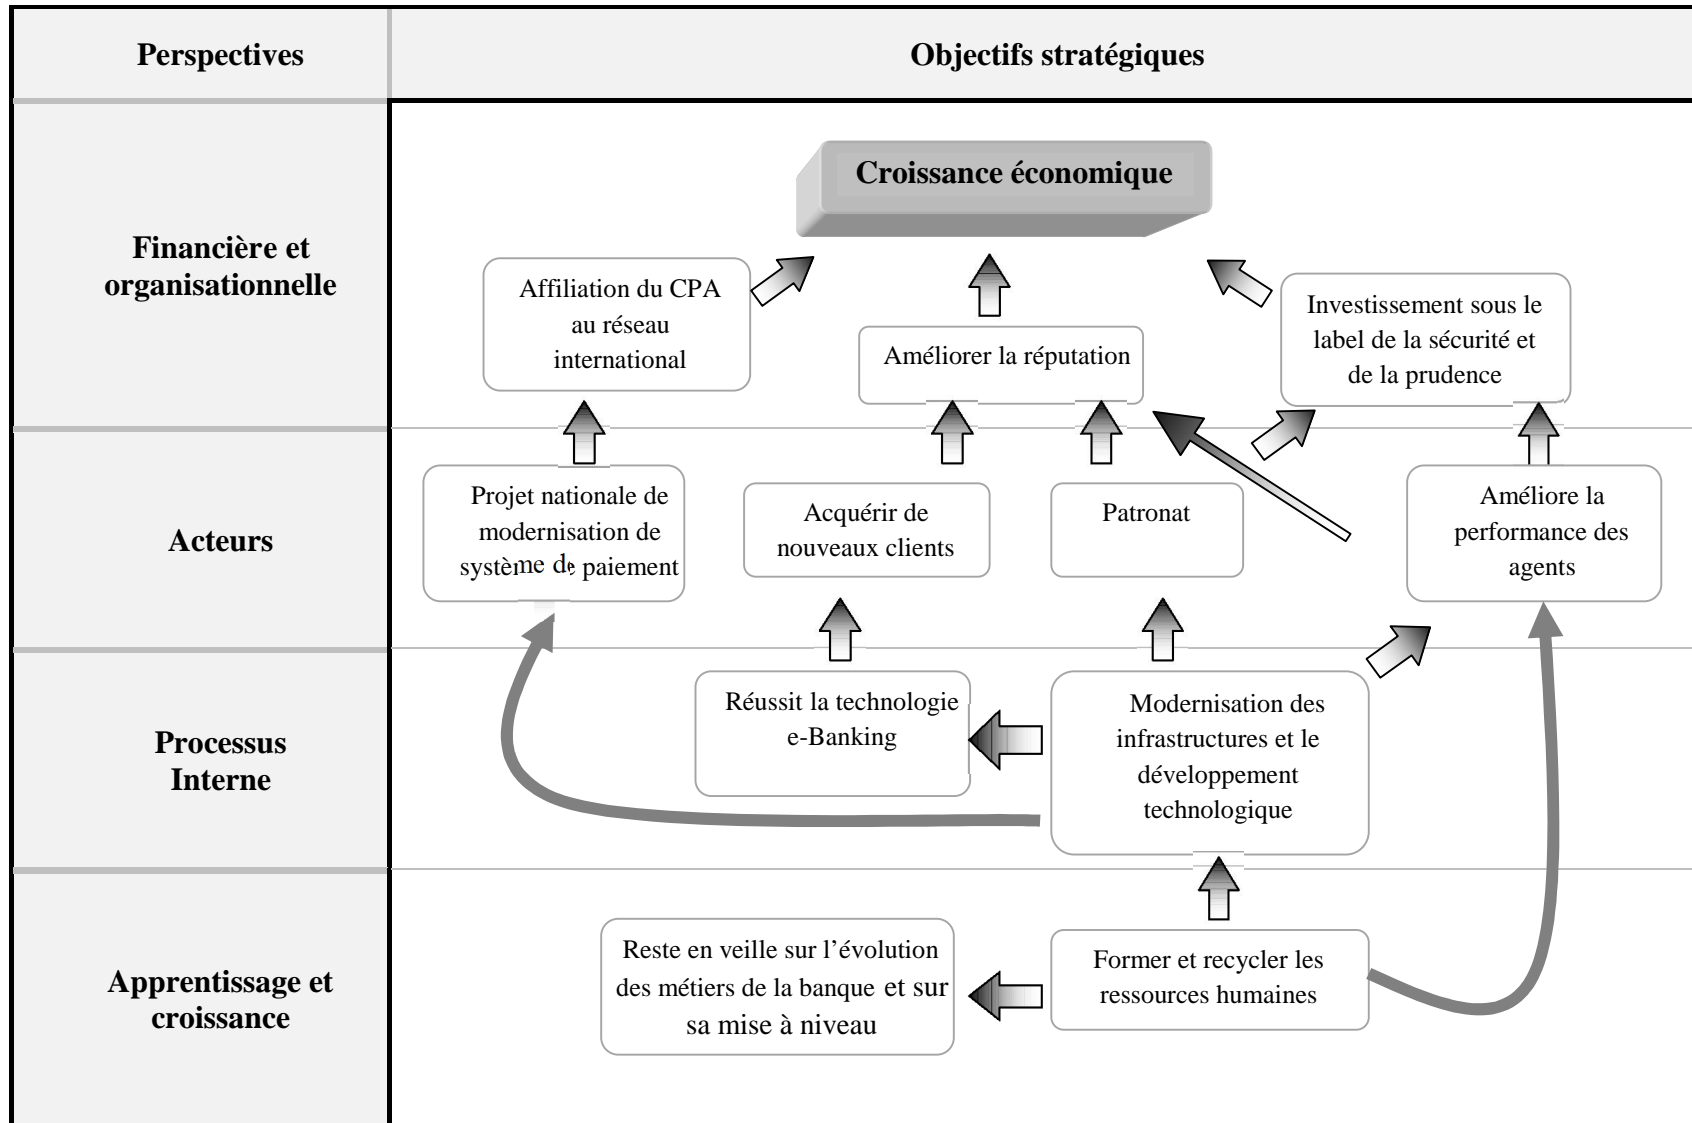 Perspectives
Objectifs stratégiques
Financière et
organisationnelle
Croissance économique
Affiliation du CPA
au réseau
international
Améliorer la réputation
Investissement sous le
label de la sécurité et
de la prudence
Acteurs
Projet nationale de
modernisation de
système de paiement
Acquérir de
nouveaux clients
Patronat
Améliore la
performance des
agents
Processus
Interne
Réussit la technologie
e-Banking
Modernisation des
infrastructures et le
développement
technologique
Apprentissage et
croissance
Reste en veille sur l’évolution
des métiers de la banque et sur
sa mise à niveau
Former et recycler les
ressources humaines